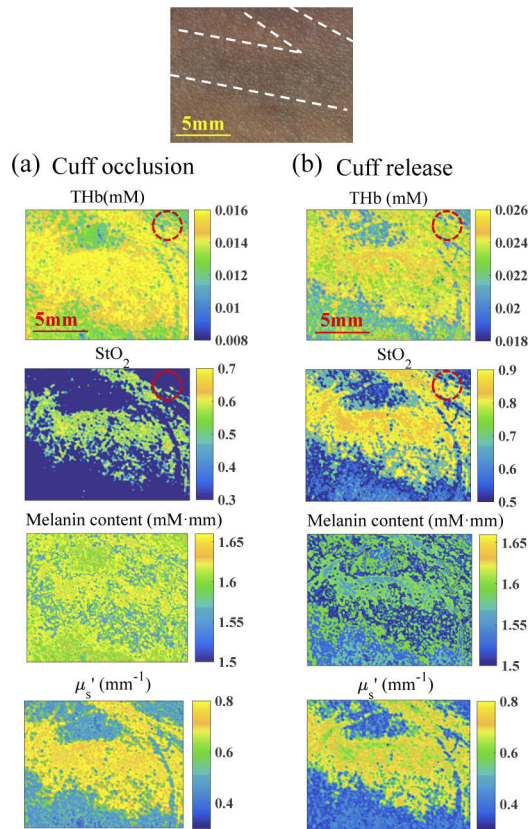 5mm
(a) Cuff occlusion
(b) Cuff release
THb(mM)
0.016
0.014
0.012
0.01
0.008
5mm
THb (mM)
0.026
0.024
0.022
0.02
0.018
5mm
StO2
0.7
0.6
0.5
0.4
0.3
StO2
0.9
0.8
0.7
0.6
0.5
Melanin content (mM·mm)
1.65
1.6
1.55
1.5
Melanin content (mM·mm)
1.65
1.6
1.55
1.5
μs' (mm-1)
0.8
0.6
0.4
μs' (mm-1)
0.8
0.6
0.4